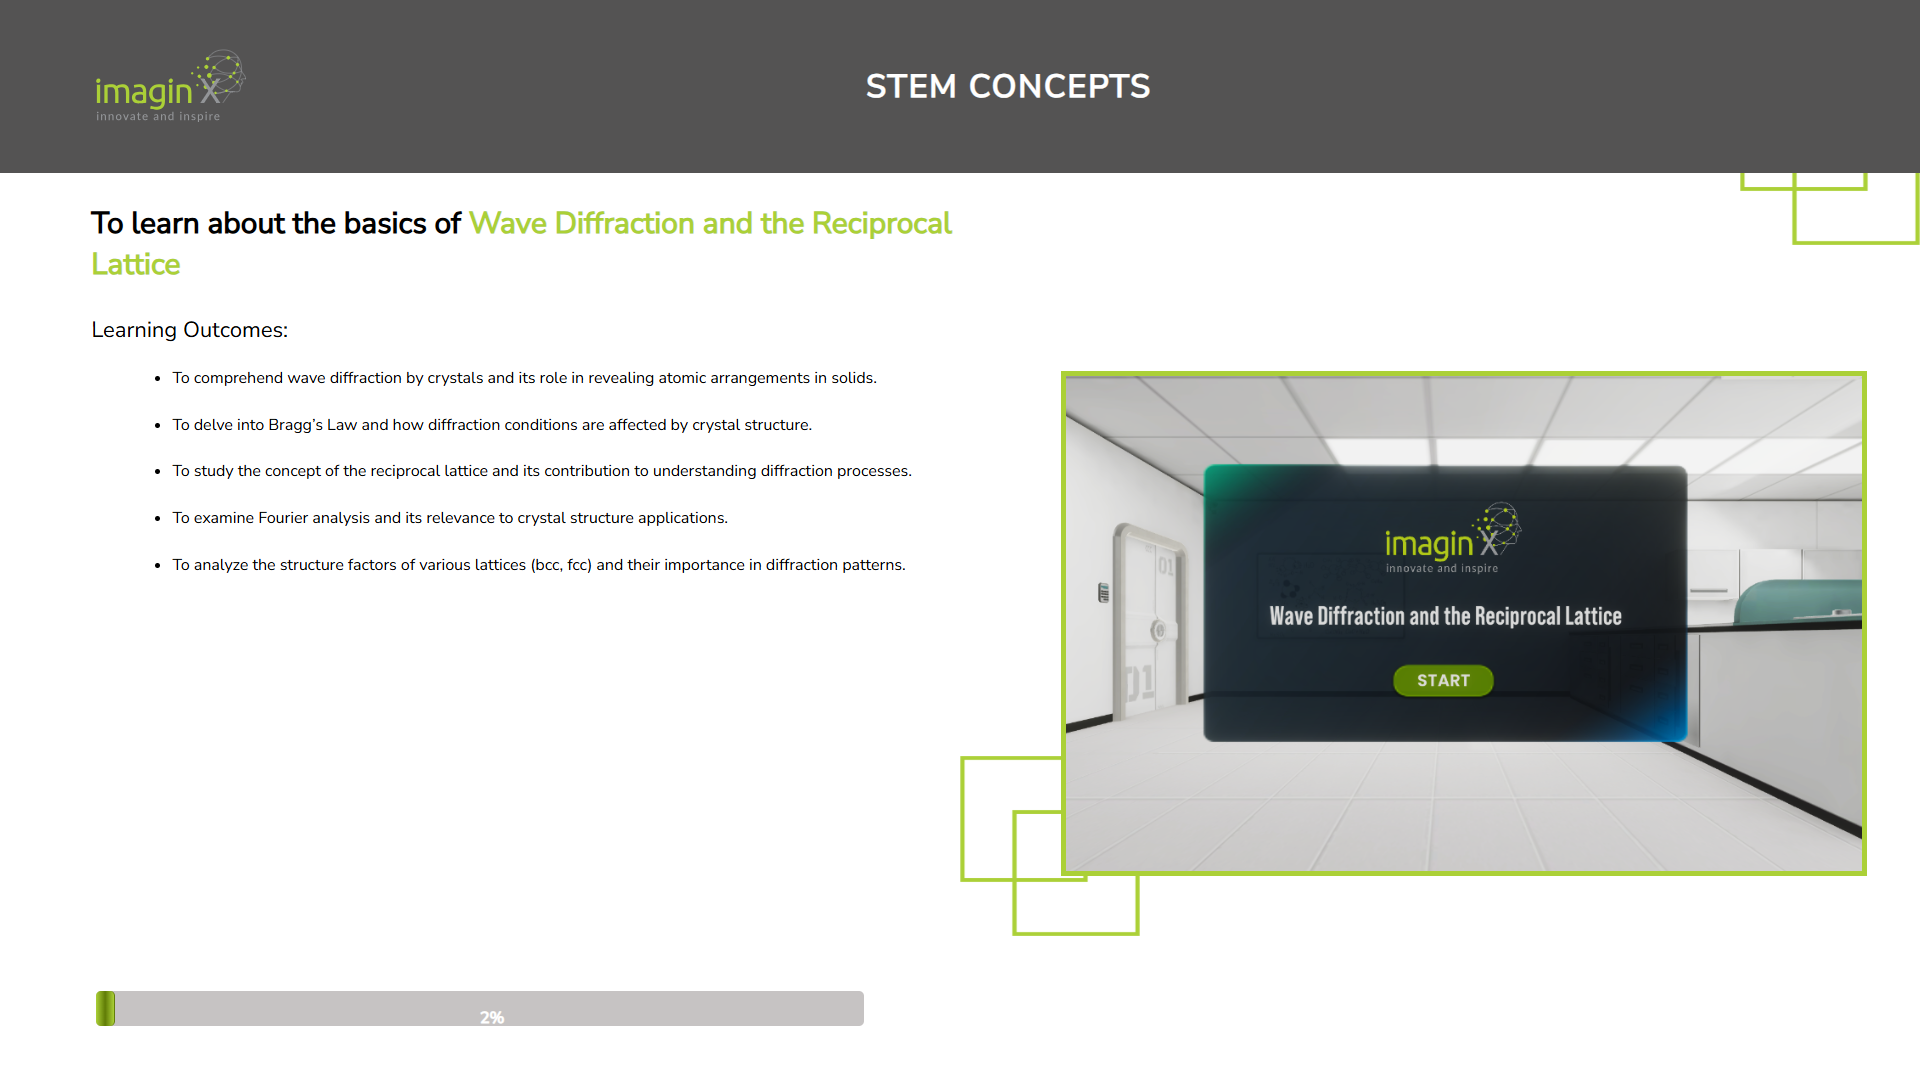 imagin X
innovate and inspire
STEM CONCEPTS
To learn about the basics of Wave Diffraction and the Reciprocal
Lattice
Learning Outcomes:
• To comprehend wave diffraction by crystals and its role in revealing atomic arrangements in solids.
• To delve into Bragg’s Law and how diffraction conditions are affected by crystal structure.
• To study the concept of the reciprocal lattice and its contribution to understanding diffraction processes.
• To examine Fourier analysis and its relevance to crystal structure applications.
• To analyze the structure factors of various lattices (bcc, fcc) and their importance in diffraction patterns.
01
01
imagin X
innovate and inspire
Wave Diffraction and the Reciprocal Lattice
START
2%